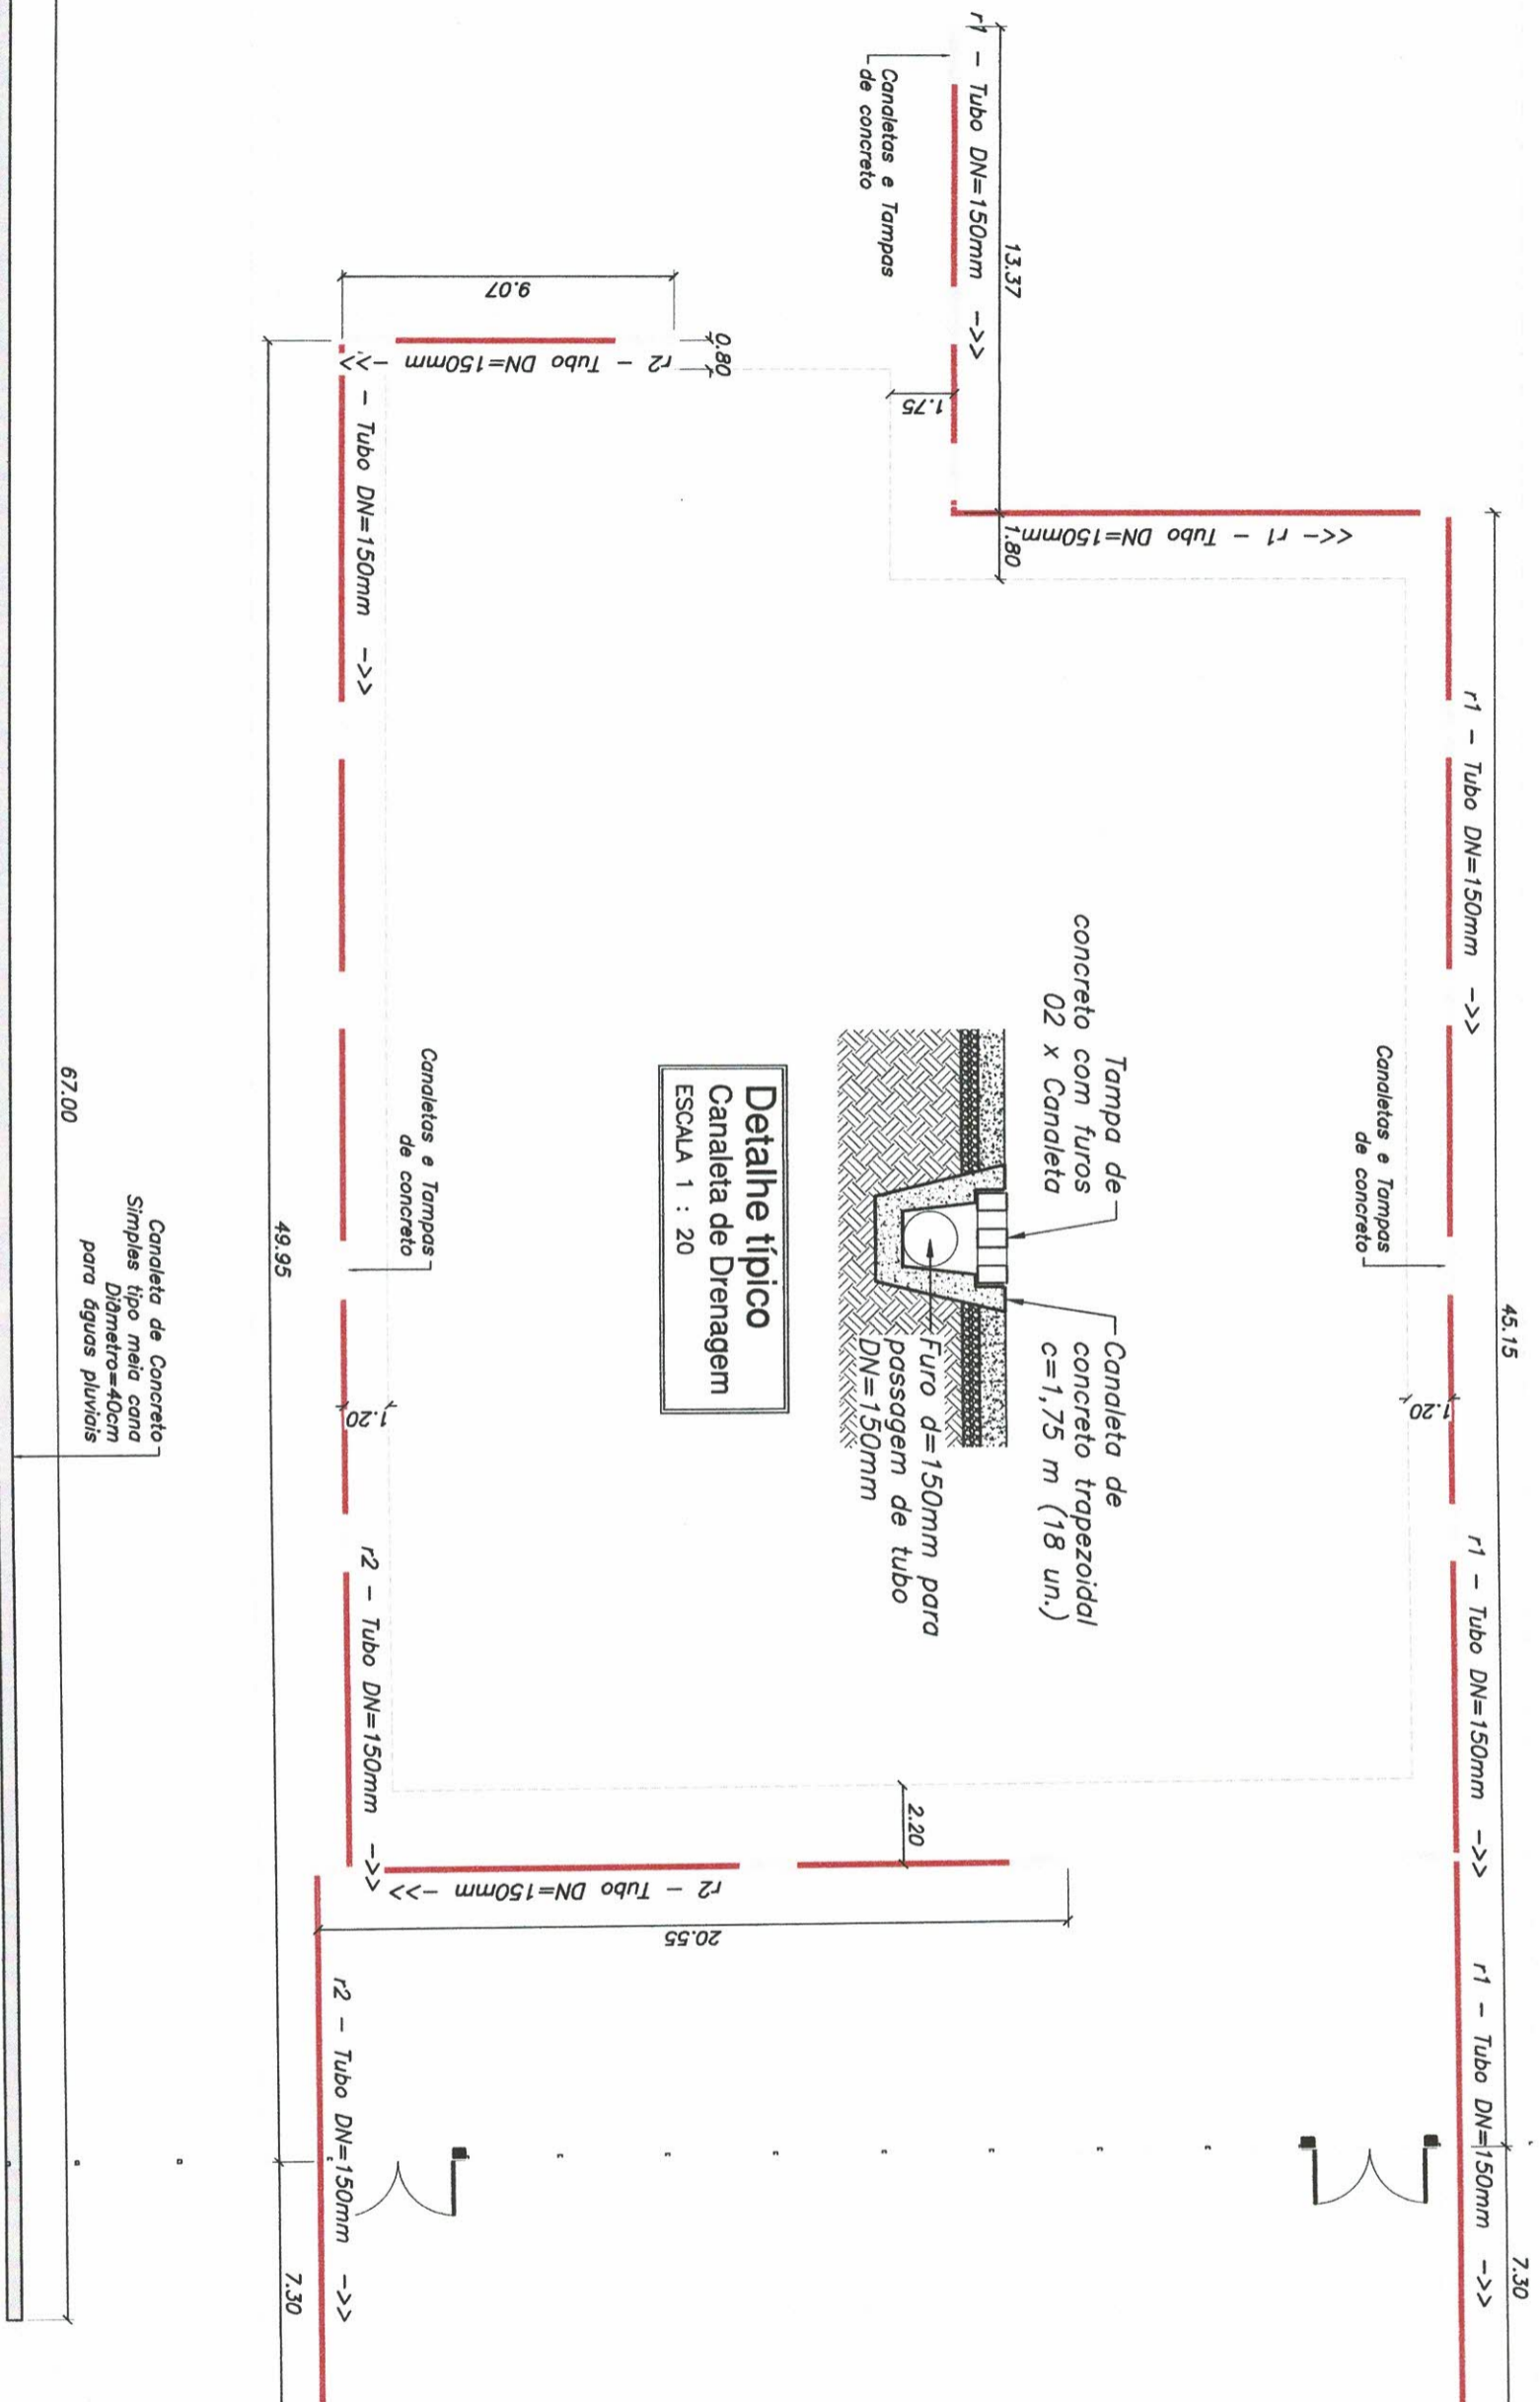 r1 - Tubo DN=150mm ->>
13.37
1.80
Canaletas e Tampas
de concreto
1.75
<<- r1 - Tubo DN=150mm
45.15
7.30
r1 - Tubo DN=150mm ->>
Canaletas e Tampas
de concreto
1.20
r1 - Tubo DN=150mm ->>
r1 - Tubo DN=150mm ->>
Tampa de
concreto com furos
02 x Canaleta
Canaleta de
concreto trapezoidal
c=1,75 m (18 un.)
Furo d=150mm para
passagem de tubo
DN=150mm
Detalhe típico
Canaleta de Drenagem
ESCALA 1 : 20
2.20
20.55
r2 - Tubo DN=150mm ->>
9.07
0.80
r2 - Tubo DN=150mm ->>
- Tubo DN=150mm ->>
Canaletas e Tampas
de concreto
1.20
r2 - Tubo DN=150mm ->>
r2 - Tubo DN=150mm ->>
49.95
7.30
Canaleta de Concreto
Simples tipo meia cana
Diâmetro=40cm
para águas pluviais
67.00